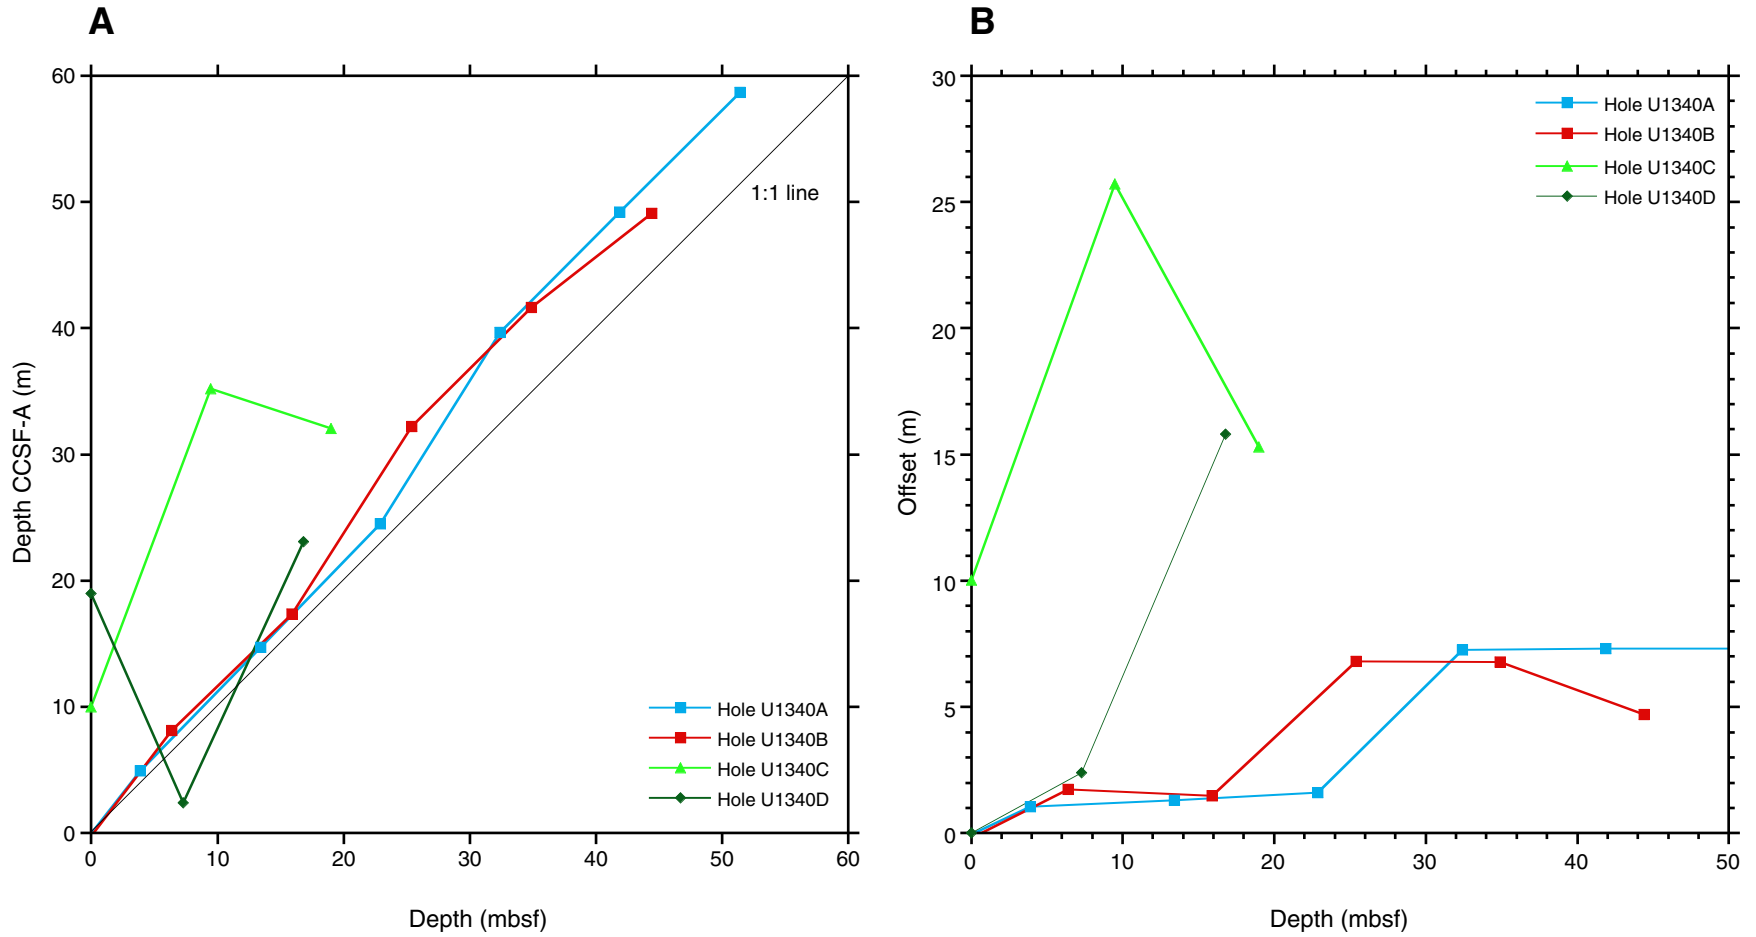 A
60
50
40
30
20
10
0
0 10 20 30 40 50 60
Depth CCSF-A (m)
Depth (mbsf)
1:1 line
Hole U1340A
Hole U1340B
Hole U1340C
Hole U1340D
B
30
25
20
15
10
5
0
0 10 20 30 40 50
Offset (m)
Depth (mbsf)
Hole U1340A
Hole U1340B
Hole U1340C
Hole U1340D